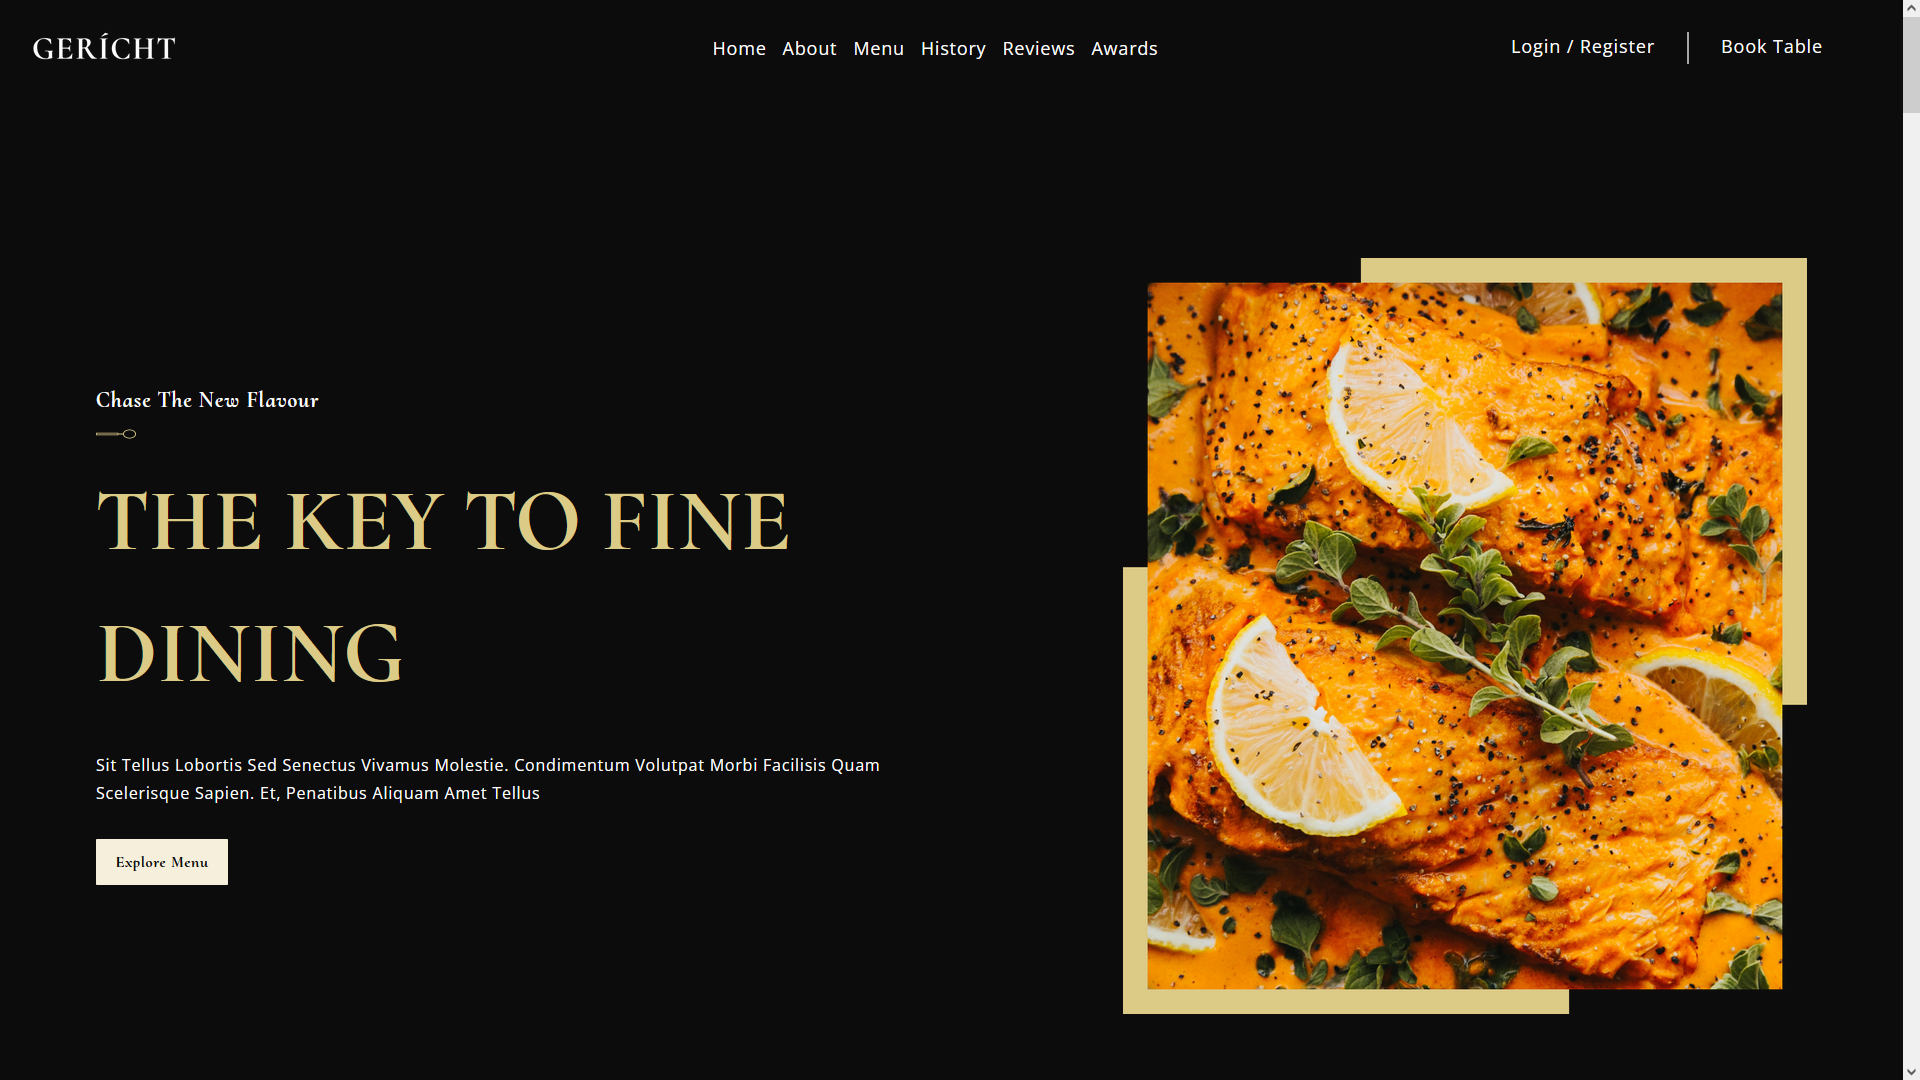 GERÍCHT
Home About Menu History Reviews Awards
Login / Register
Book Table
Chase The New Flavour
THE KEY TO FINE
DINING
Sit Tellus Lobortis Sed Senectus Vivamus Molestie. Condimentum Volutpat Morbi Facilisis Quam
Scelerisque Sapien. Et, Penatibus Aliquam Amet Tellus
Explore Menu